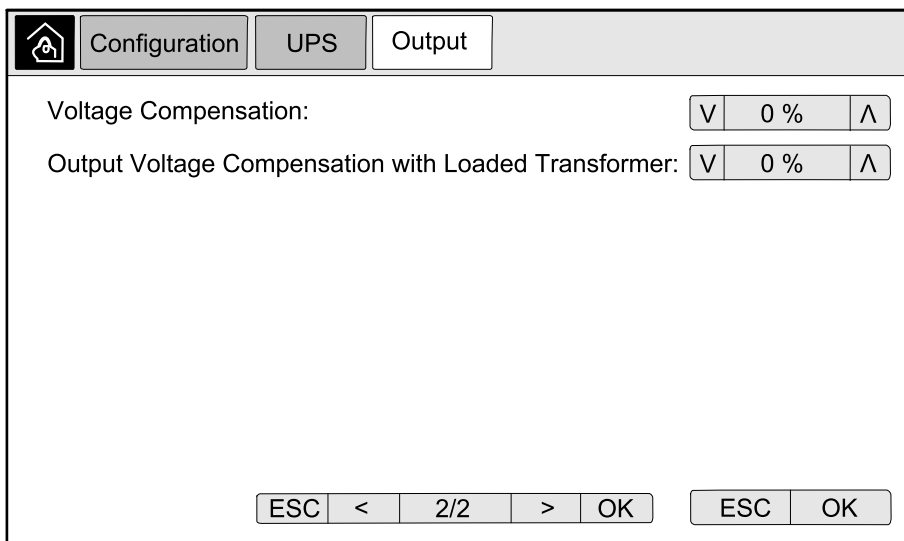 Configuration UPS Output
Voltage Compensation: V 0 % Λ
Output Voltage Compensation with Loaded Transformer: V 0 % Λ
ESC < 2/2 > OK ESC OK